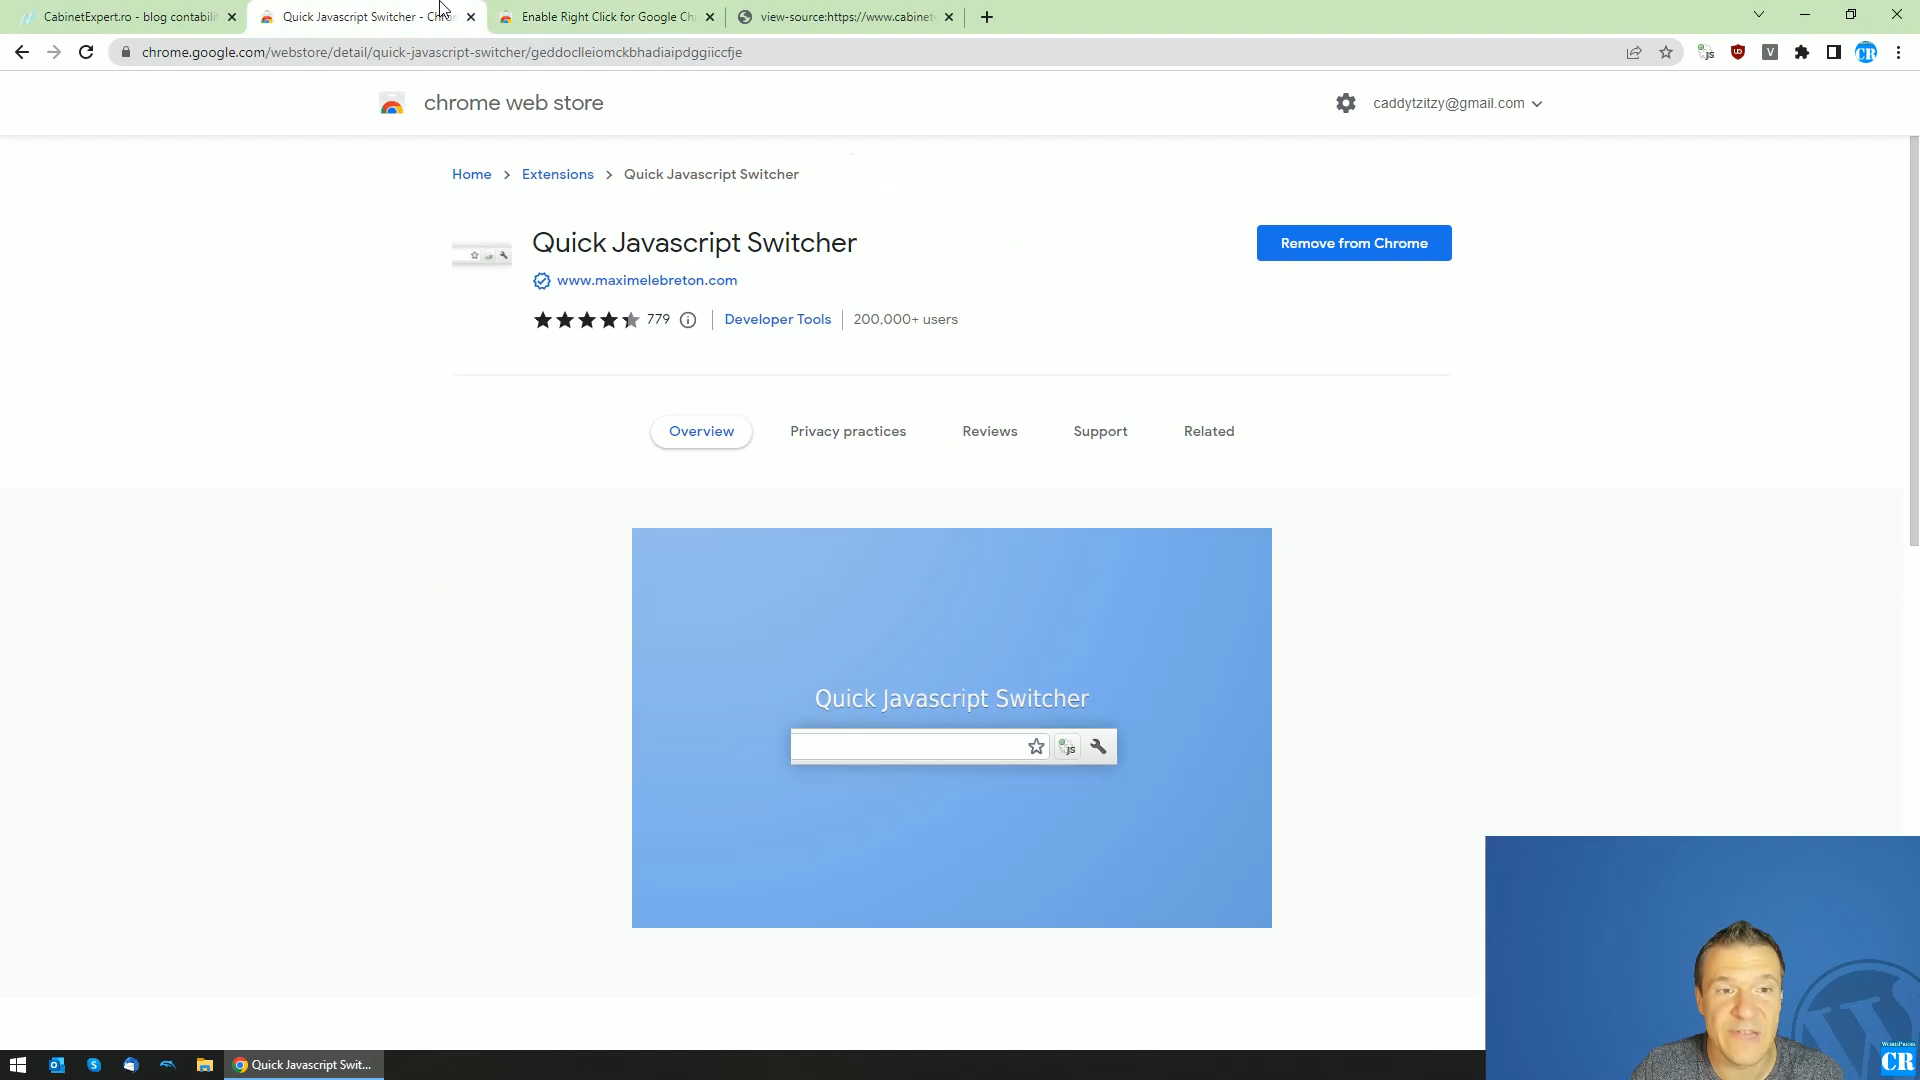 CabinetExpert.ro - blog contabili
Quick Javascript Switcher - Chro
Enable Right Click for Google Ch
view-source:https://www.cabinet
chrome.google.com/webstore/detail/quick-javascript-switcher/geddoclleiomckbhadiaipdggiiccfje
chrome web store
caddytzitzy@gmail.com
Home > Extensions > Quick Javascript Switcher
Quick Javascript Switcher
Remove from Chrome
www.maximelebreton.com
779
Developer Tools
200,000+ users
Overview
Privacy practices
Reviews
Support
Related
Quick Javascript Switcher
JS
WORDPRESS
CR
Quick Javascript Swit...